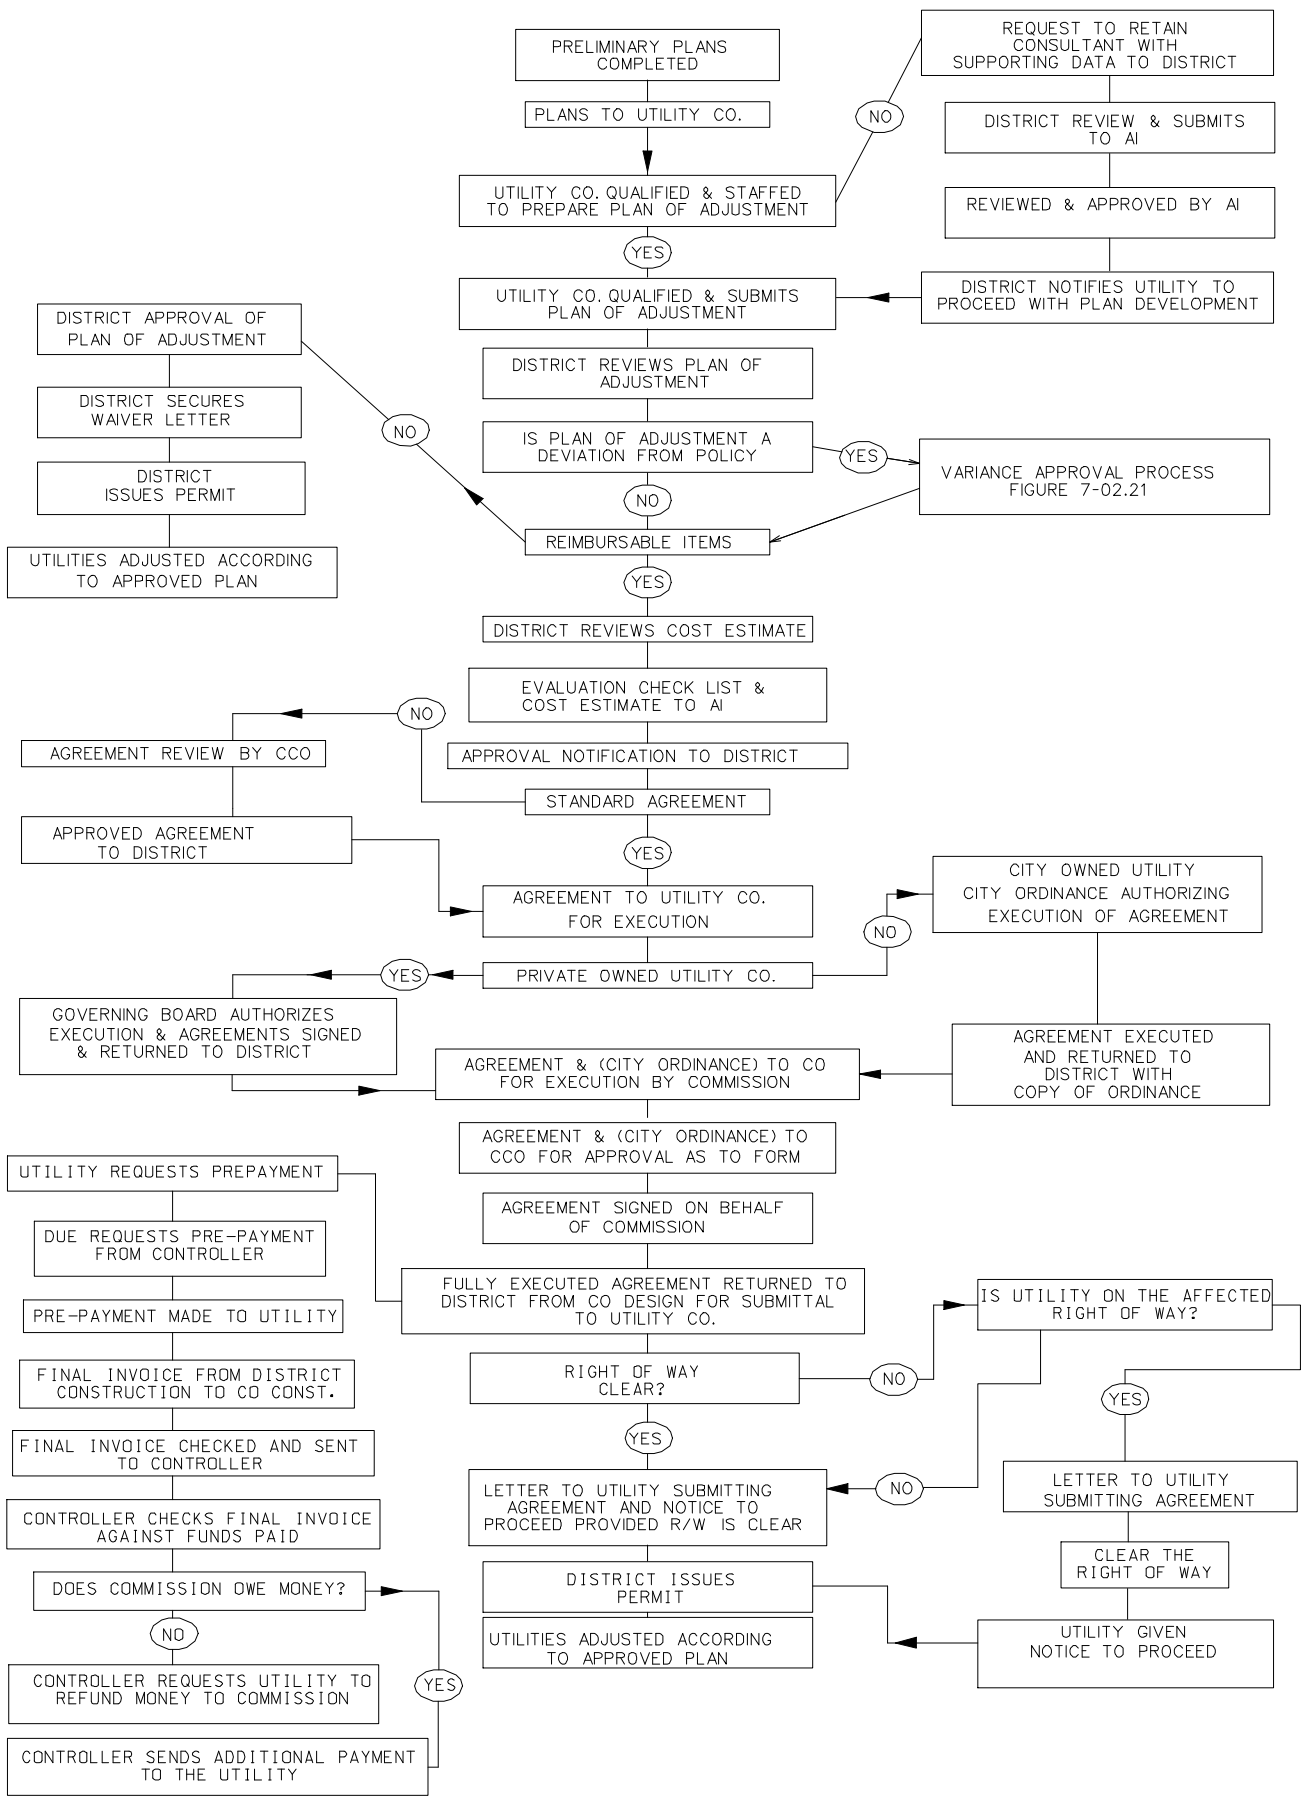 PRELIMINARY PLANS
COMPLETED
PLANS TO UTILITY CO.
UTILITY CO. QUALIFIED & STAFFED
TO PREPARE PLAN OF ADJUSTMENT
NO
REQUEST TO RETAIN
CONSULTANT WITH
SUPPORTING DATA TO DISTRICT
DISTRICT REVIEW & SUBMITS
TO AI
REVIEWED & APPROVED BY AI
DISTRICT NOTIFIES UTILITY TO
PROCEED WITH PLAN DEVELOPMENT
YES
UTILITY CO. QUALIFIED & SUBMITS
PLAN OF ADJUSTMENT
DISTRICT REVIEWS PLAN OF
ADJUSTMENT
IS PLAN OF ADJUSTMENT A
DEVIATION FROM POLICY
YES
VARIANCE APPROVAL PROCESS
FIGURE 7-02.21
NO
REIMBURSABLE ITEMS
NO
DISTRICT APPROVAL OF
PLAN OF ADJUSTMENT
DISTRICT SECURES
WAIVER LETTER
DISTRICT
ISSUES PERMIT
UTILITIES ADJUSTED ACCORDING
TO APPROVED PLAN
YES
DISTRICT REVIEWS COST ESTIMATE
EVALUATION CHECK LIST &
COST ESTIMATE TO AI
APPROVAL NOTIFICATION TO DISTRICT
STANDARD AGREEMENT
NO
AGREEMENT REVIEW BY CCO
APPROVED AGREEMENT
TO DISTRICT
YES
AGREEMENT TO UTILITY CO.
FOR EXECUTION
PRIVATE OWNED UTILITY CO.
NO
CITY OWNED UTILITY
CITY ORDINANCE AUTHORIZING
EXECUTION OF AGREEMENT
AGREEMENT EXECUTED
AND RETURNED TO
DISTRICT WITH
COPY OF ORDINANCE
YES
GOVERNING BOARD AUTHORIZES
EXECUTION & AGREEMENTS SIGNED
& RETURNED TO DISTRICT
AGREEMENT & (CITY ORDINANCE) TO CO
FOR EXECUTION BY COMMISSION
AGREEMENT & (CITY ORDINANCE) TO
CCO FOR APPROVAL AS TO FORM
AGREEMENT SIGNED ON BEHALF
OF COMMISSION
FULLY EXECUTED AGREEMENT RETURNED TO
DISTRICT FROM CO DESIGN FOR SUBMITTAL
TO UTILITY CO.
UTILITY REQUESTS PREPAYMENT
DUE REQUESTS PRE-PAYMENT
FROM CONTROLLER
PRE-PAYMENT MADE TO UTILITY
FINAL INVOICE FROM DISTRICT
CONSTRUCTION TO CO CONST.
FINAL INVOICE CHECKED AND SENT
TO CONTROLLER
CONTROLLER CHECKS FINAL INVOICE
AGAINST FUNDS PAID
DOES COMMISSION OWE MONEY?
NO
CONTROLLER REQUESTS UTILITY TO
REFUND MONEY TO COMMISSION
YES
CONTROLLER SENDS ADDITIONAL PAYMENT
TO THE UTILITY
RIGHT OF WAY
CLEAR?
NO
IS UTILITY ON THE AFFECTED
RIGHT OF WAY?
YES
NO
YES
LETTER TO UTILITY SUBMITTING
AGREEMENT AND NOTICE TO
PROCEED PROVIDED R/W IS CLEAR
DISTRICT ISSUES
PERMIT
UTILITIES ADJUSTED ACCORDING
TO APPROVED PLAN
LETTER TO UTILITY
SUBMITTING AGREEMENT
CLEAR THE
RIGHT OF WAY
UTILITY GIVEN
NOTICE TO PROCEED